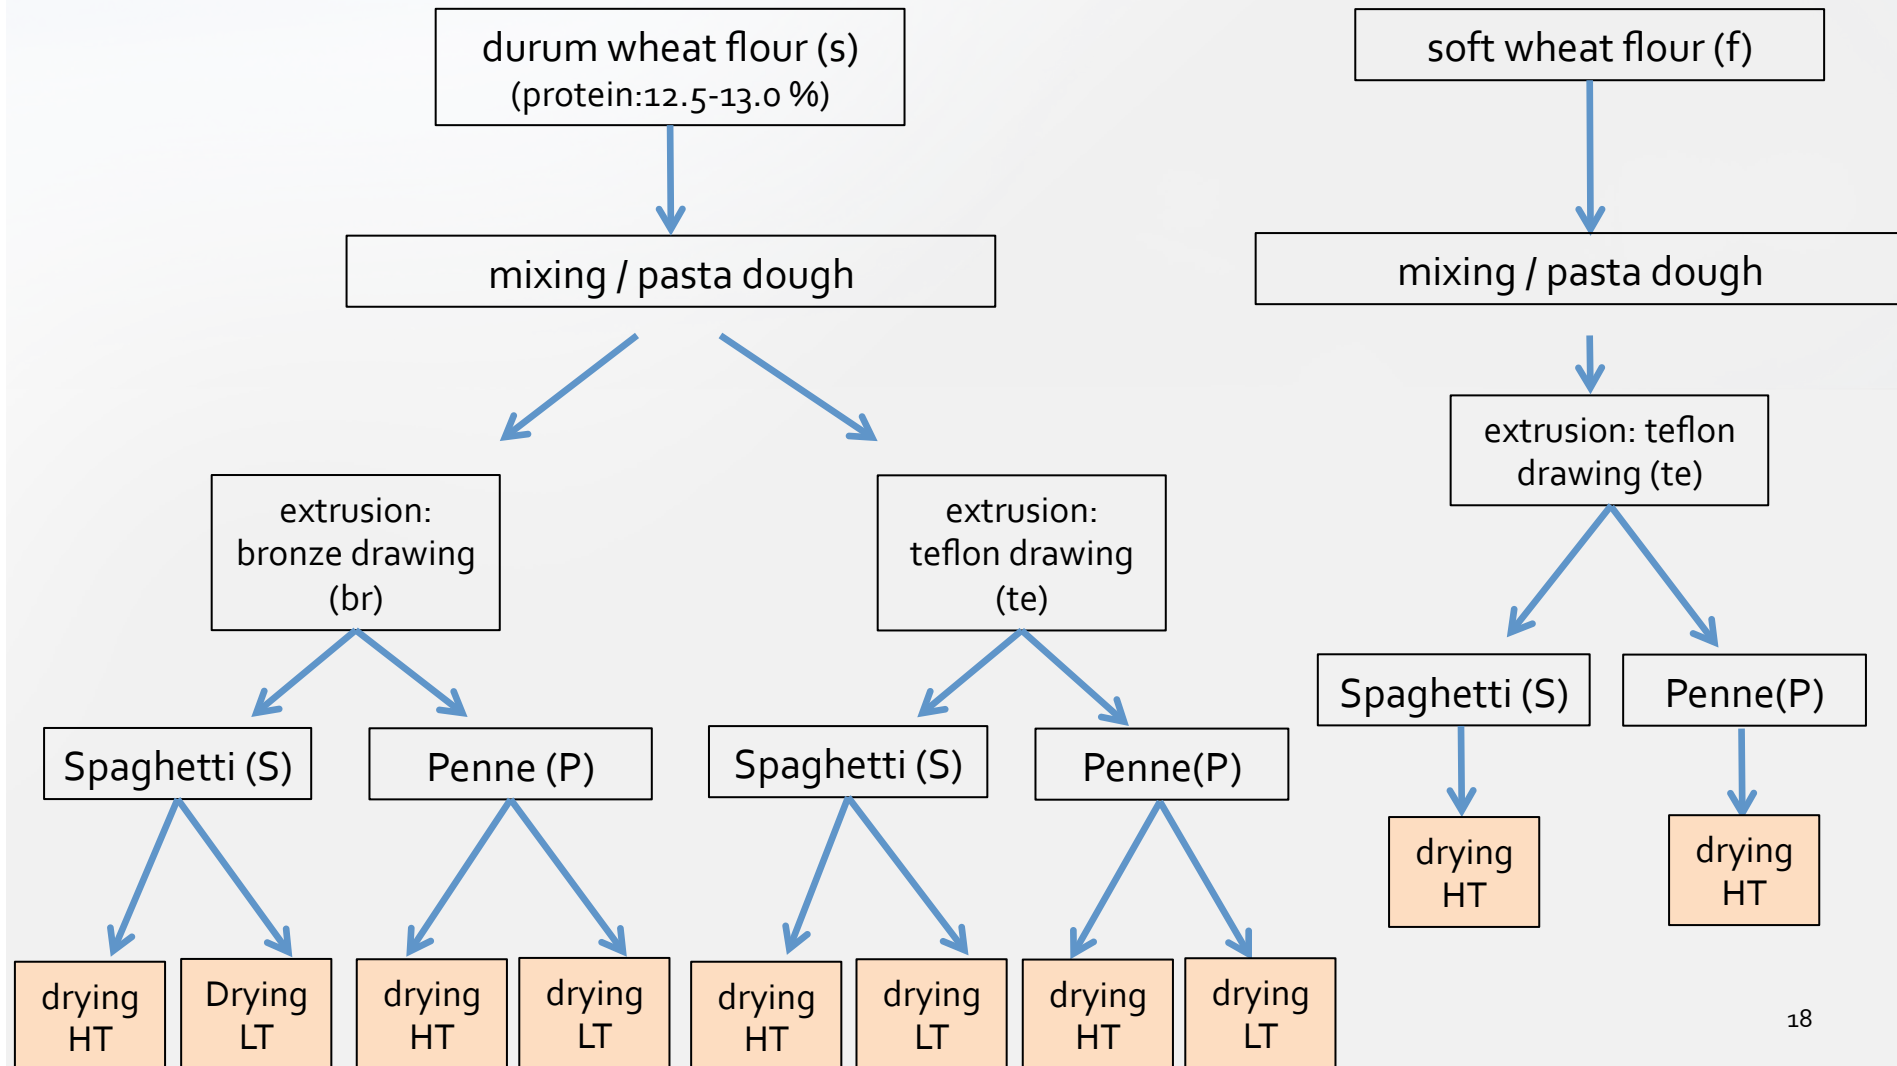 durum wheat flour (s)
(protein:12.5-13.0 %)
soft wheat flour (f)
mixing / pasta dough
mixing / pasta dough
extrusion: teflon
drawing (te)
extrusion:
bronze drawing
(br)
extrusion:
teflon drawing
(te)
Spaghetti (S)
Penne(P)
Spaghetti (S)
Penne (P)
Spaghetti (S)
Penne(P)
drying
HT
drying
HT
drying
HT
Drying
LT
drying
HT
drying
LT
drying
HT
drying
LT
drying
HT
drying
LT
18